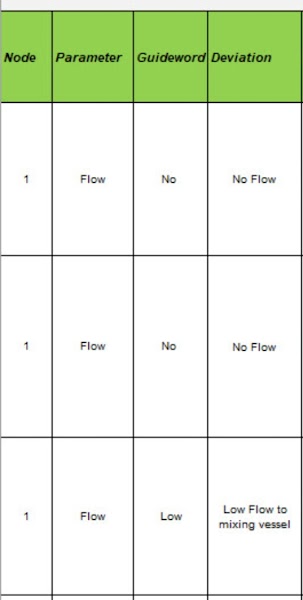 Node Parameter Guideword Deviation
1 Flow No No Flow
1 Flow No No Flow
1 Flow Low Low Flow to
mixing vessel